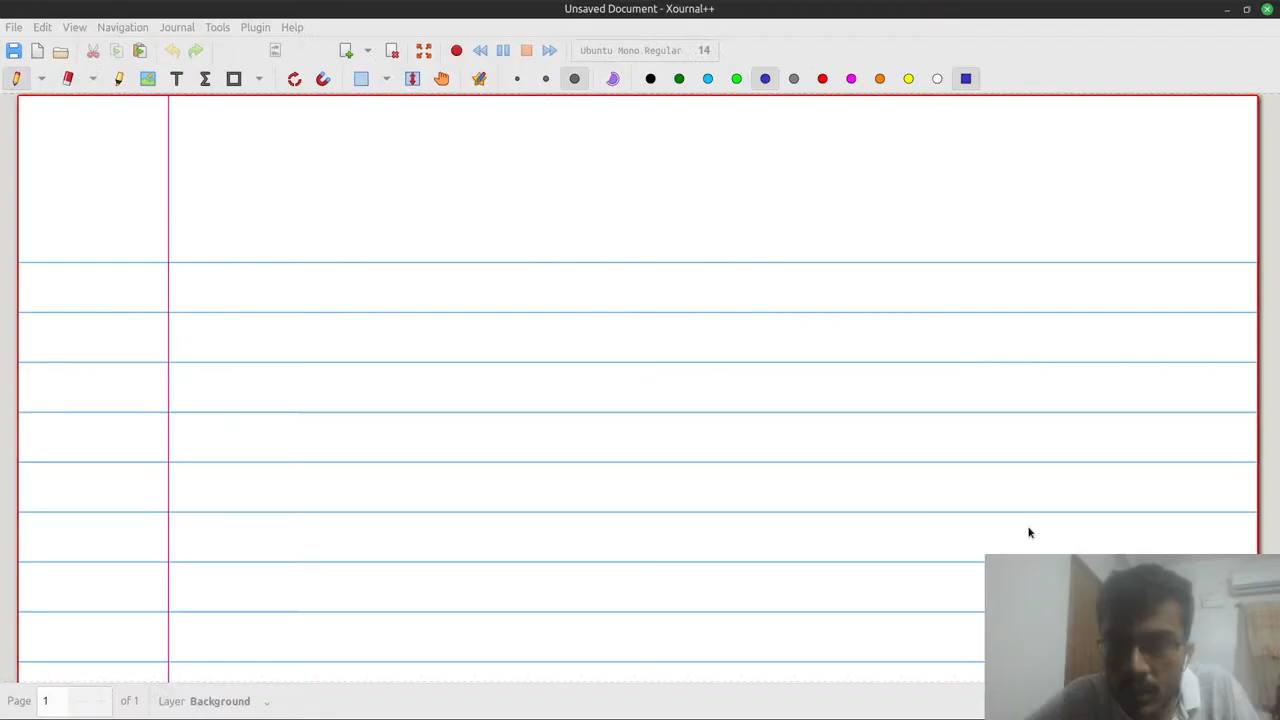 Unsaved Document - Xournal++
File Edit View Navigation Journal Tools Plugin Help
Ubuntu Mono Regular 14
Page 1 of 1 Layer Background